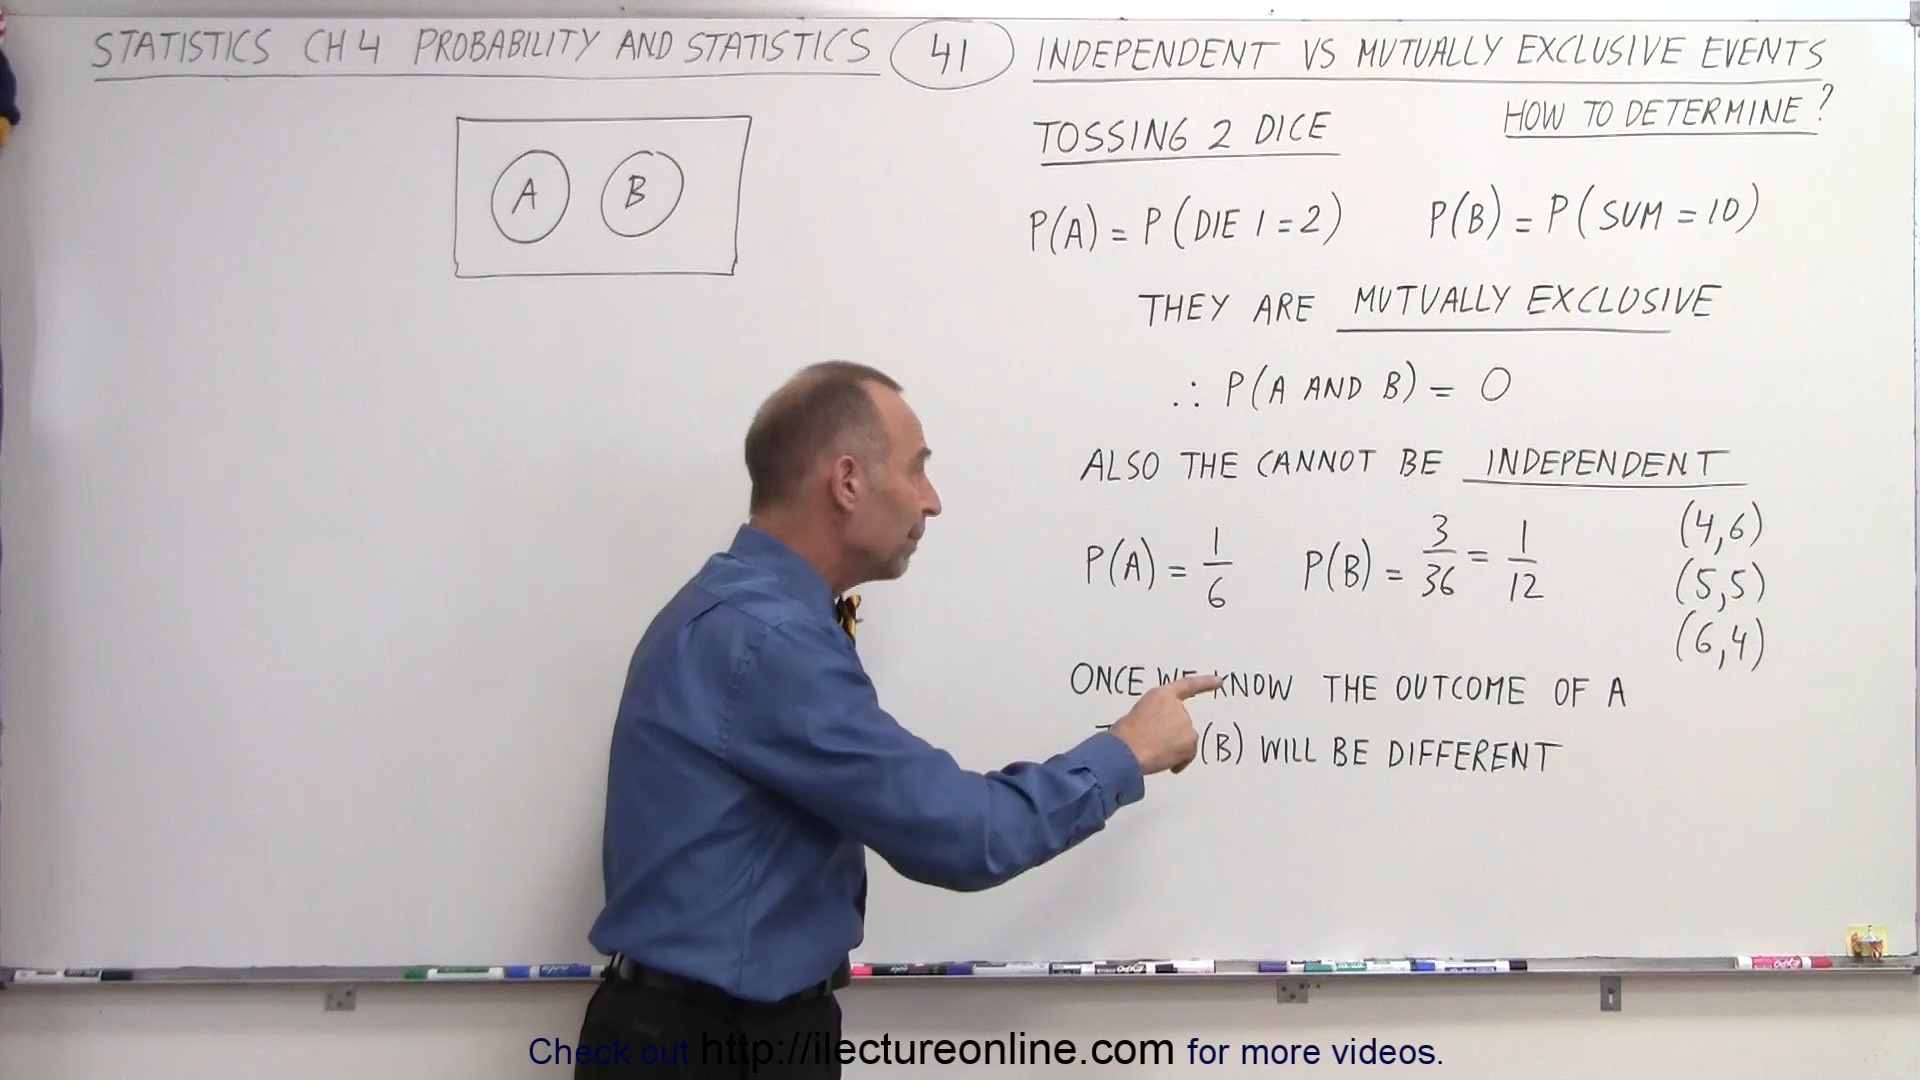 STATISTICS CH 4 PROBABILITY AND STATISTICS 41 INDEPENDENT VS MUTUALLY EXCLUSIVE EVENTS
A B
TOSSING 2 DICE
HOW TO DETERMINE?
P(A) = P(DIE 1 = 2) P(B) = P(SUM = 10)
THEY ARE MUTUALLY EXCLUSIVE
∴ P(A AND B) = 0
ALSO THE CANNOT BE INDEPENDENT
P(A) = 1/6 P(B) = 3/36 = 1/12
(4,6)
(5,5)
(6,4)
ONCE WE KNOW THE OUTCOME OF A
(B) WILL BE DIFFERENT
Check out http://ilectureonline.com for more videos.